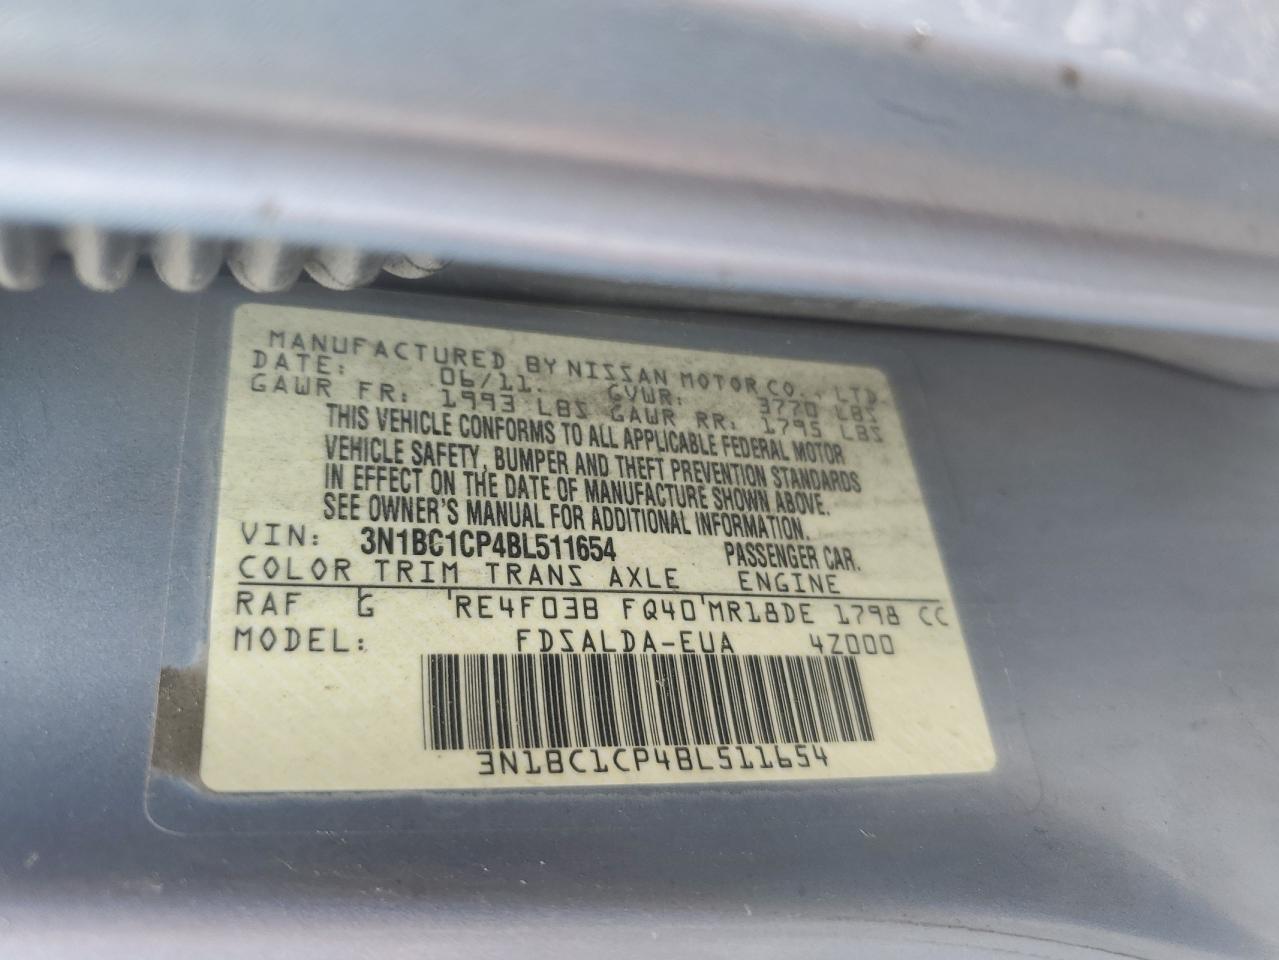 MANUFACTURED BY NISSAN MOTOR CO., LTD.
DATE: 06/11. GVWR: 3770 LBS
GAWR FR: 1993 LBS GAWR RR: 1795 LBS
THIS VEHICLE CONFORMS TO ALL APPLICABLE FEDERAL MOTOR
VEHICLE SAFETY, BUMPER AND THEFT PREVENTION STANDARDS
IN EFFECT ON THE DATE OF MANUFACTURE SHOWN ABOVE.
SEE OWNER'S MANUAL FOR ADDITIONAL INFORMATION.
VIN: 3N1BC1CP4BL511654 PASSENGER CAR.
COLOR TRIM TRANS AXLE ENGINE
RAF G RE4F03B FQ40 MR18DE 1798 CC
MODEL: FDSALDA-EUA 4Z000
3N1BC1CP4BL511654